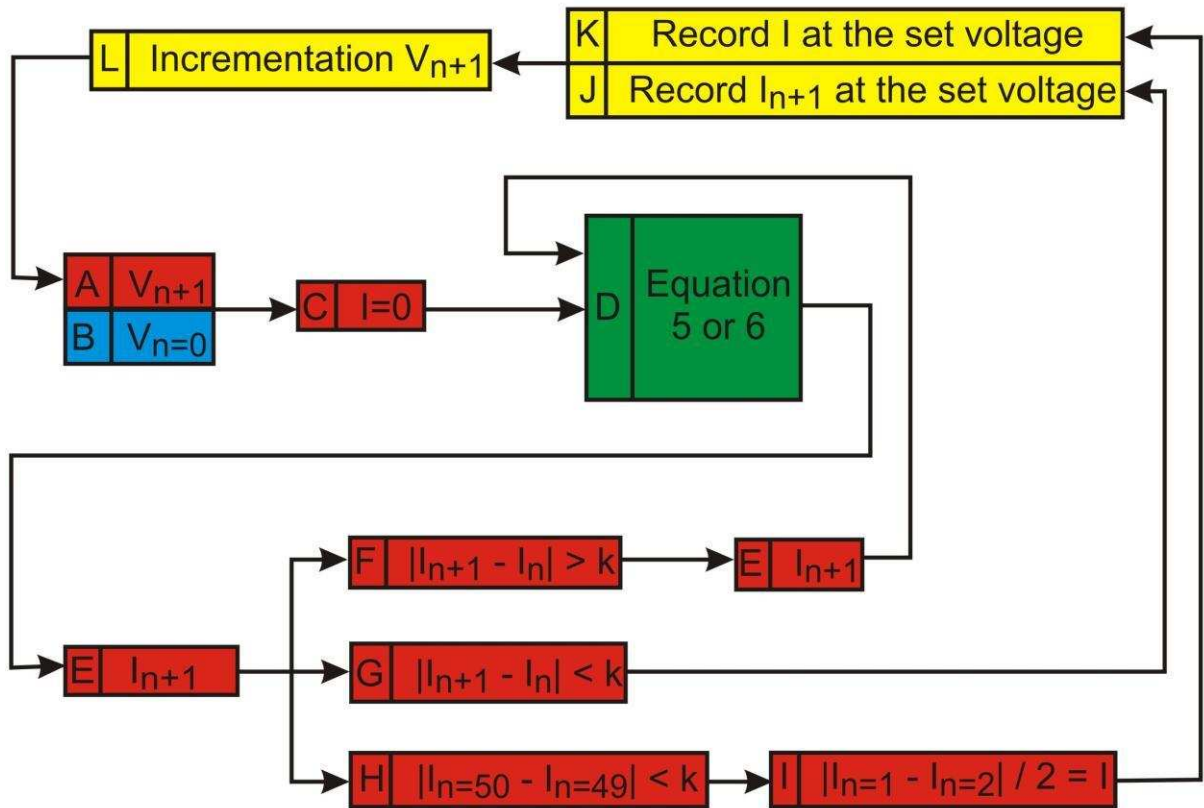 K Record I at the set voltage
L Incrementation Vn+1
J Record In+1 at the set voltage
A Vn+1
B Vn=0
C I=0
D Equation
5 or 6
F |In+1 - In| > k
E In+1
E In+1
G |In+1 - In| < k
H |In=50 - In=49| < k
I |In=1 - In=2| / 2 = I